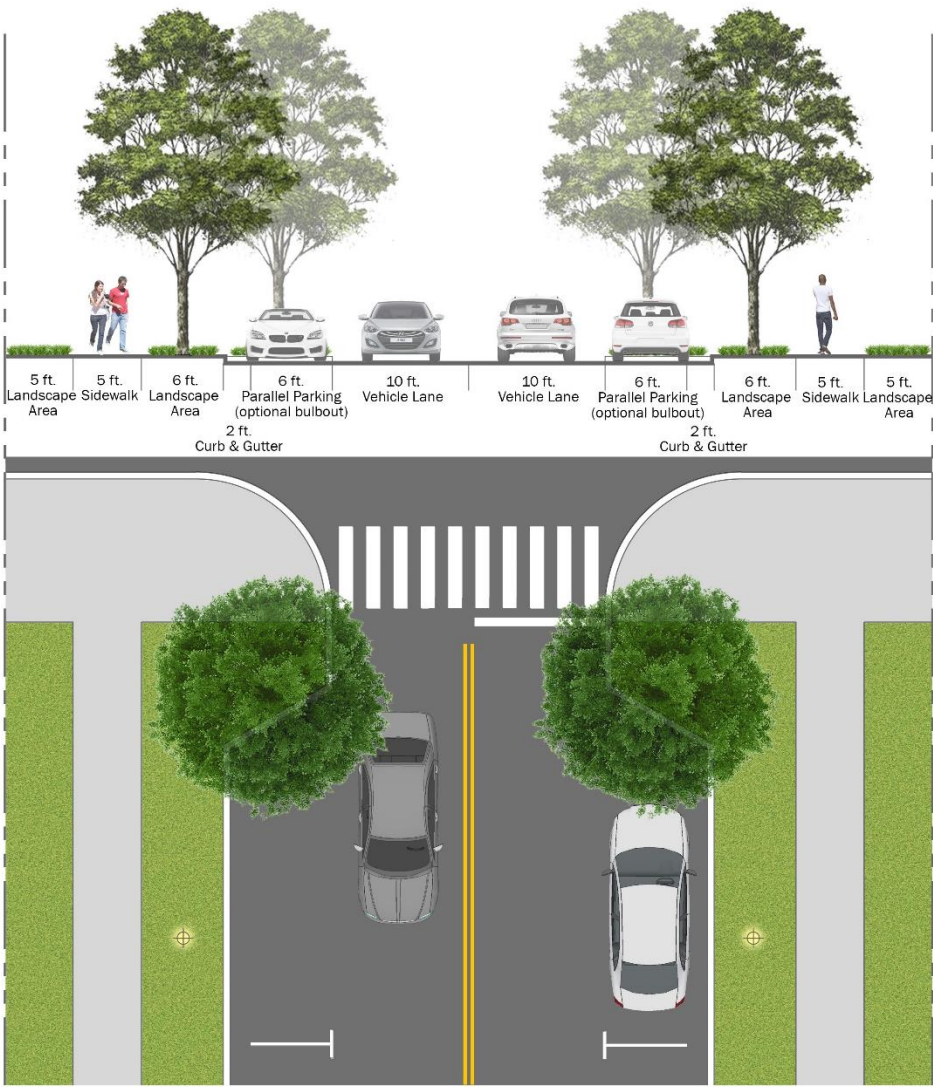 5 ft.
Landscape
Area
5 ft.
Sidewalk
6 ft.
Landscape
Area
6 ft.
Parallel Parking
(optional bulbout)
2 ft.
Curb & Gutter
10 ft.
Vehicle Lane
10 ft.
Vehicle Lane
6 ft.
Parallel Parking
(optional bulbout)
2 ft.
Curb & Gutter
6 ft.
Landscape
Area
5 ft.
Sidewalk
5 ft.
Landscape
Area